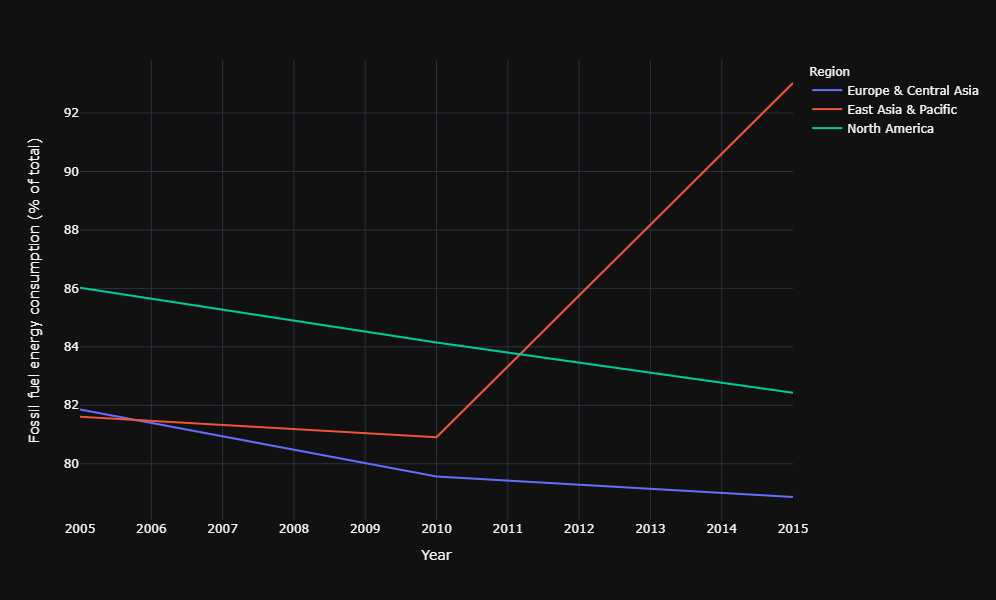 Region
Europe & Central Asia
East Asia & Pacific
North America
Fossil fuel energy consumption (% of total)
92
90
88
86
84
82
80
2005 2006 2007 2008 2009 2010 2011 2012 2013 2014 2015
Year